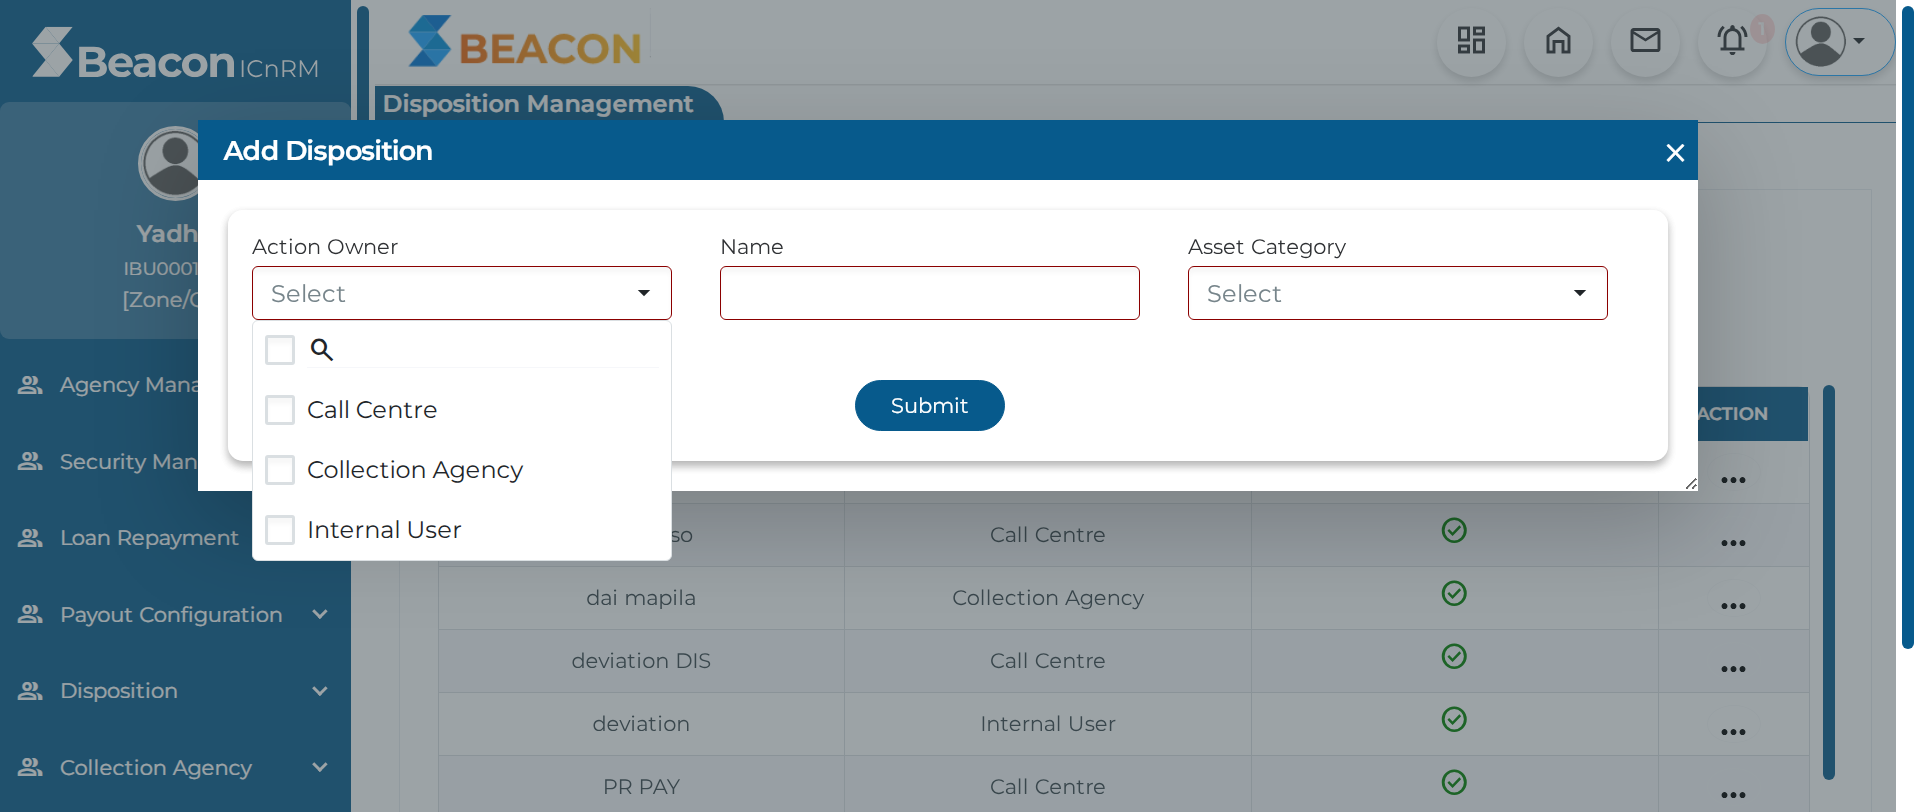 Beacon ICnRM
BEACON
1
Disposition Management
Add Disposition
Yadh
IBU0001
[Zone/
Action Owner
Name
Asset Category
Select
Select
Call Centre
Collection Agency
Internal User
Submit
Agency Mana
Security Man
Loan Repayment
Payout Configuration
Disposition
Collection Agency
ACTION
so
Call Centre
dai mapila
Collection Agency
deviation DIS
Call Centre
deviation
Internal User
PR PAY
Call Centre